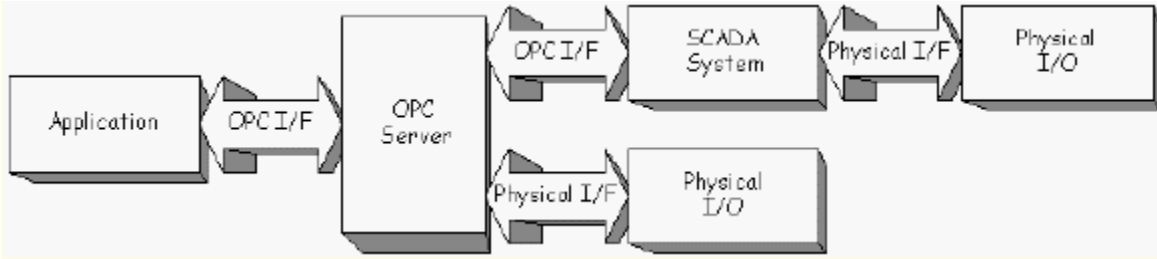 Application
OPC I/F
OPC
Server
OPC I/F
SCADA
System
Physical I/F
Physical
I/O
Physical I/F
Physical
I/O